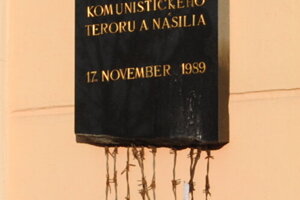 KOMUNISTICKÉHO
TERORU A NÁSILIA
17. NOVEMBER 1989